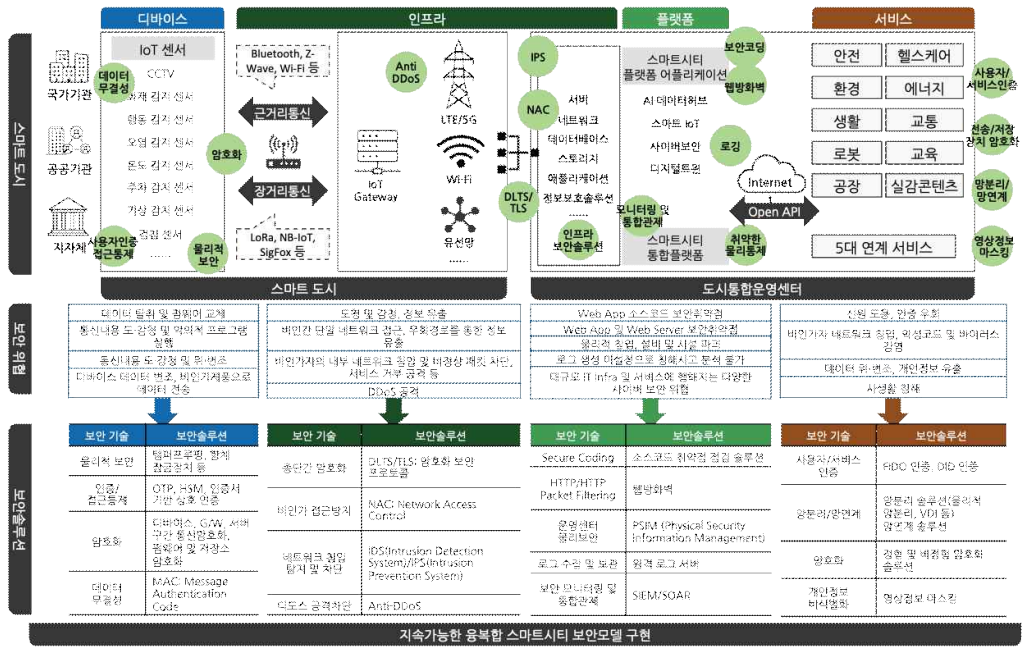 디바이스
인프라
플랫폼
서비스
스마트 도시
국가기관
공공기관
지자체
IoT 센서
CCTV
화재 감지 센서
행동 감지 센서
오염 감지 센서
온도 감지 센서
주차 감지 센서
가상 감지 센서
검침 센서
……
데이터
무결성
암호화
사용자인증
접근통제
물리적
보안
Bluetooth, Z-
Wave, Wi-Fi 등
근거리통신
장거리통신
LoRa, NB-IoT,
SigFox 등
Anti
DDoS
LTE/5G
IoT
Gateway
Wi-Fi
유선망
……
IPS
NAC
DLTS/
TLS
서버
네트워크
데이터베이스
스토리지
애플리케이션
정보보호솔루션
……
인프라
보안솔루션
스마트시티
플랫폼 어플리케이션
AI 데이터허브
스마트 IoT
사이버보안
디지털트윈
보안코딩
웹방화벽
로깅
모니터링 및
통합관제
스마트시티
통합플랫폼
취약한
물리통제
Internet
Open API
안전
헬스케어
환경
에너지
생활
교통
로봇
교육
공장
실감콘텐츠
5대 연계 서비스
사용자/
서비스인증
전송/저장
장치 암호화
망분리/
망연계
영상정보
마스킹
스마트 도시
도시통합운영센터
보안 위험
데이터 탈취 및 펌웨어 교체
통신내용 도·감청 및 악의적 프로그램
실행
통신내용 도·감청 및 위·변조
디바이스 데이터 변조, 비인가제품으로
데이터 전송
도청 및 감청, 정보 유출
비인간 단말 네트워크 접근, 우회경로를 통한 정보
유출
비인가자의 내부 네트워크 침입 및 비정상 패킷 차단,
서비스 거부 공격 등
DDoS 공격
Web App 소스코드 보안취약점
Web App 및 Web Server 보안취약점
물리적 침입, 설비 및 시설 파괴
로그 생성 미설정으로 침해사고 분석 불가
대규모 IT Infra 및 서비스에 행해지는 다양한
사이버 보안 위협
신원 도용, 인증 우회
비인가자 네트워크 침입, 악성코드 및 바이러스
감염
데이터 위·변조, 개인정보 유출
사생활 침해
보안솔루션
보안 기술
보안솔루션
물리적 보안
탬퍼프루핑, 함체
잠금장치 등
인증/
접근통제
OTP, HSM, 인증서
기반 상호 인증
암호화
디바이스, G/W, 서버
구간 통신암호화,
펌웨어 및 저장소
암호화
데이터
무결성
MAC: Message
Authentication
Code
보안 기술
보안솔루션
종단간 암호화
DLTS/TLS: 암호화 보안
프로토콜
비인가 접근방지
NAC: Network Access
Control
네트워크 침입
탐지 및 차단
IDS(Intrusion Detection
System)/IPS(Intrusion
Prevention System)
디도스 공격차단
Anti-DDoS
보안 기술
보안솔루션
Secure Coding
소스코드 취약점 점검 솔루션
HTTP/HTTP
Packet Filtering
웹방화벽
운영센터
물리보안
PSIM (Physical Security
Information Management)
로그 수집 및 보관
원격 로그 서버
보안 모니터링 및
통합관제
SIEM/SOAR
보안 기술
보안솔루션
사용자/서비스
인증
FIDO 인증, DID 인증
망분리/망연계
망분리 솔루션(물리적
망분리, VDI 등)
망연계 솔루션
암호화
정형 및 비정형 암호화
솔루션
개인정보
비식별화
영상정보 마스킹
지속가능한 융복합 스마트시티 보안모델 구현